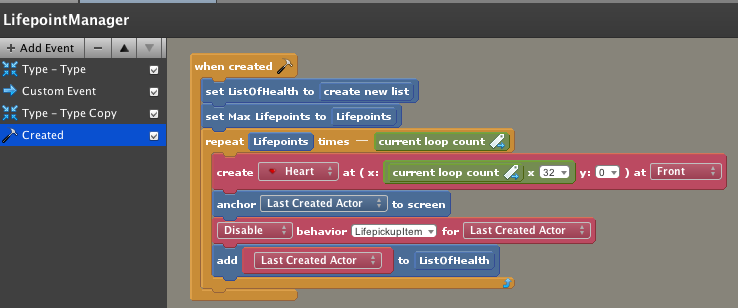 LifepointManager
+ Add Event
Type - Type
Custom Event
Type - Type Copy
Created
when created
set ListOfHealth to create new list
set Max Lifepoints to Lifepoints
repeat Lifepoints times — current loop count
create Heart at ( x: current loop count x 32 y: 0 ) at Front
anchor Last Created Actor to screen
Disable behavior LifepickupItem for Last Created Actor
add Last Created Actor to ListOfHealth